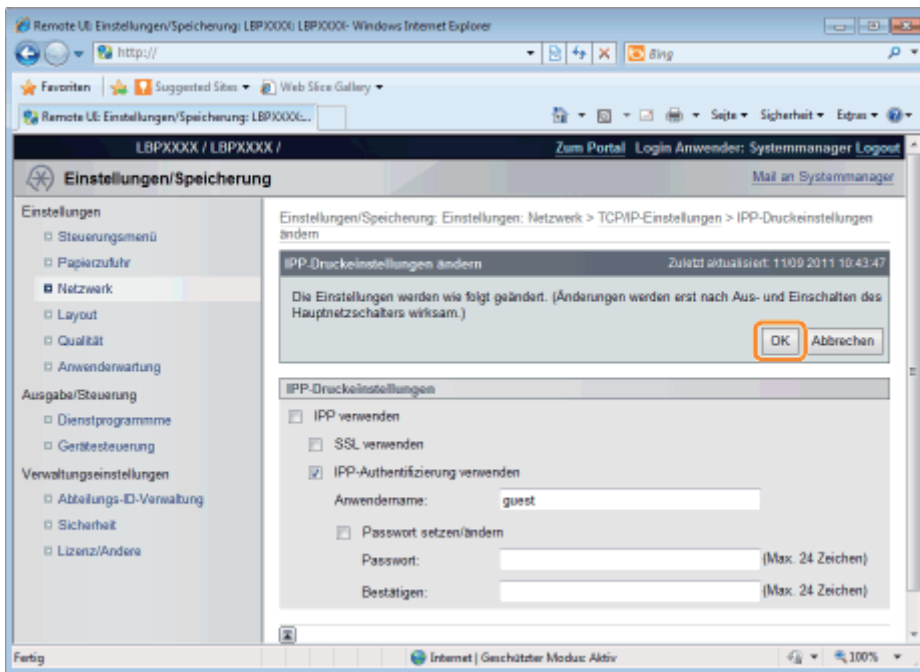 Remote UI: Einstellungen/Speicherung: LBPXXXX: LBPXXXX- Windows Internet Explorer
http://
Bing
Favoriten
Suggested Sites
Web Slice Gallery
Remote UI: Einstellungen/Speicherung: LBPXXXX:...
Seite
Sicherheit
Extras
LBPXXXX / LBPXXXX /
Zum Portal Login Anwender: Systemmanager Logout
Einstellungen/Speicherung
Mail an Systemmanager
Einstellungen
Steuerungsmenü
Papierzufuhr
Netzwerk
Layout
Qualität
Anwenderwartung
Ausgabe/Steuerung
Dienstprogrammme
Gerätesteuerung
Verwaltungseinstellungen
Abteilungs-ID-Verwaltung
Sicherheit
Lizenz/Andere
Einstellungen/Speicherung: Einstellungen: Netzwerk > TCP/IP-Einstellungen > IPP-Druckeinstellungen
ändern
IPP-Druckeinstellungen ändern
Zuletzt aktualisiert: 11/09 2011 10:43:47
Die Einstellungen werden wie folgt geändert. (Änderungen werden erst nach Aus- und Einschalten des
Hauptnetzschalters wirksam.)
OK
Abbrechen
IPP-Druckeinstellungen
IPP verwenden
SSL verwenden
IPP-Authentifizierung verwenden
Anwendername:
guest
Passwort setzen/ändern
Passwort:
(Max. 24 Zeichen)
Bestätigen:
(Max. 24 Zeichen)
Fertig
Internet | Geschützter Modus: Aktiv
100%